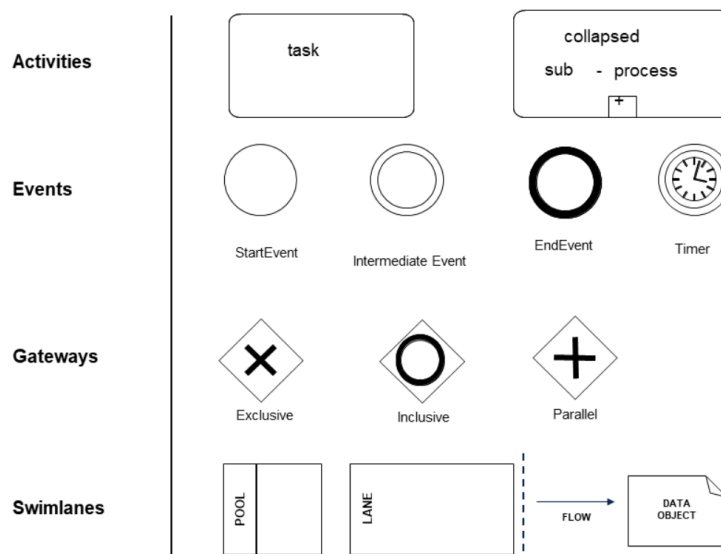 Activities
task
collapsed
sub - process
+
Events
StartEvent
Intermediate Event
EndEvent
Timer
Gateways
Exclusive
Inclusive
Parallel
Swimlanes
POOL
LANE
FLOW
DATA
OBJECT